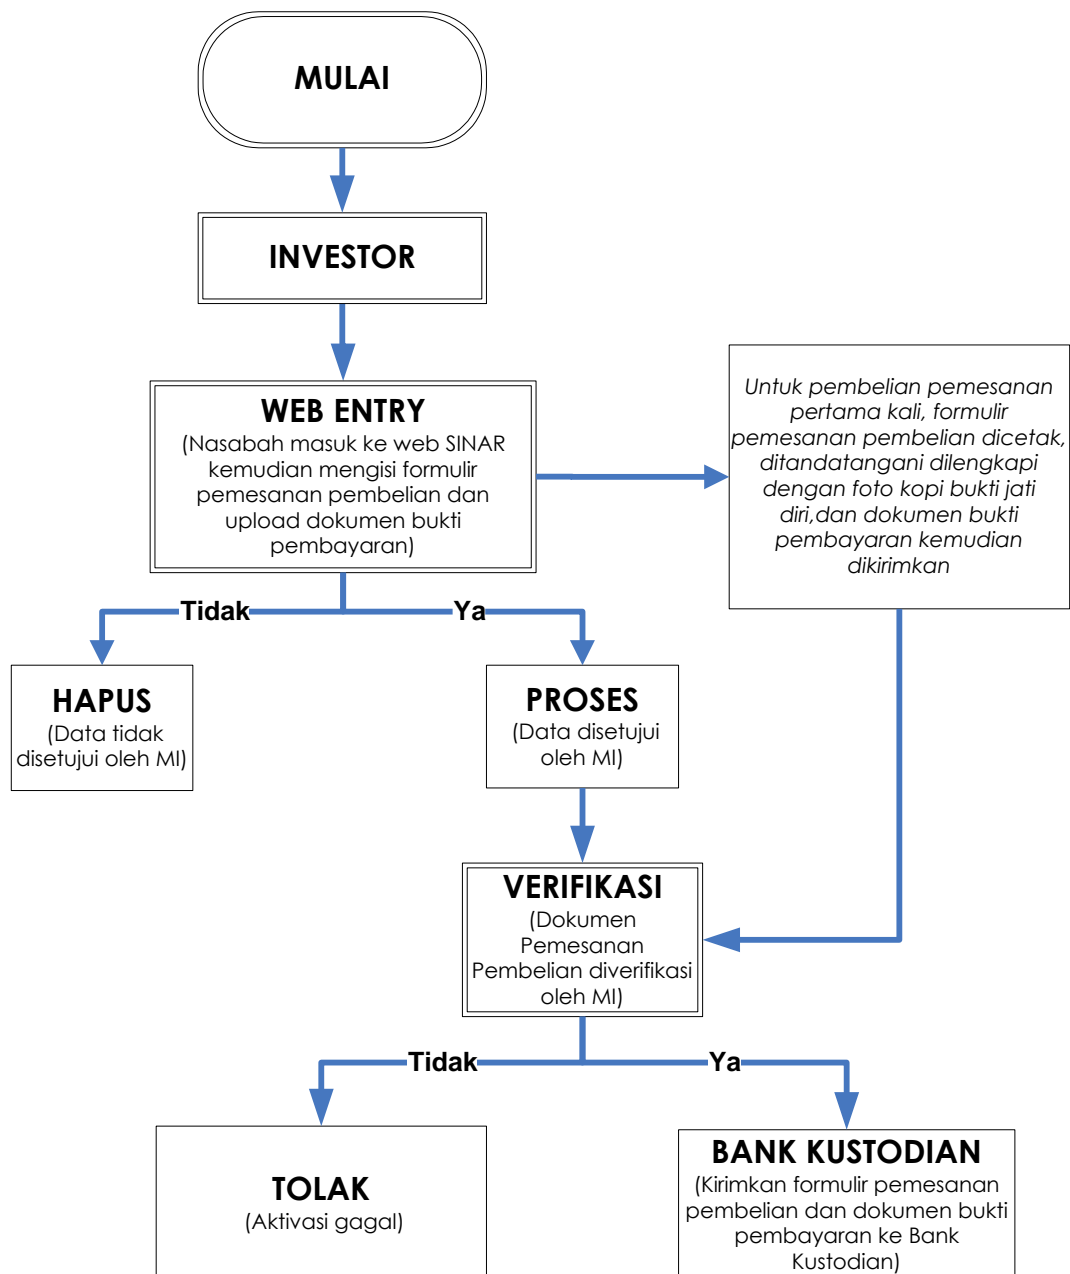 MULAI
INVESTOR
WEB ENTRY
(Nasabah masuk ke web SINAR
kemudian mengisi formulir
pemesanan pembelian dan
upload dokumen bukti
pembayaran)
Untuk pembelian pemesanan
pertama kali, formulir
pemesanan pembelian dicetak,
ditandatangani dilengkapi
dengan foto kopi bukti jati
diri,dan dokumen bukti
pembayaran kemudian
dikirimkan
Tidak
Ya
HAPUS
(Data tidak
disetujui oleh MI)
PROSES
(Data disetujui
oleh MI)
VERIFIKASI
(Dokumen
Pemesanan
Pembelian diverifikasi
oleh MI)
Tidak
Ya
TOLAK
(Aktivasi gagal)
BANK KUSTODIAN
(Kirimkan formulir pemesanan
pembelian dan dokumen bukti
pembayaran ke Bank
Kustodian)